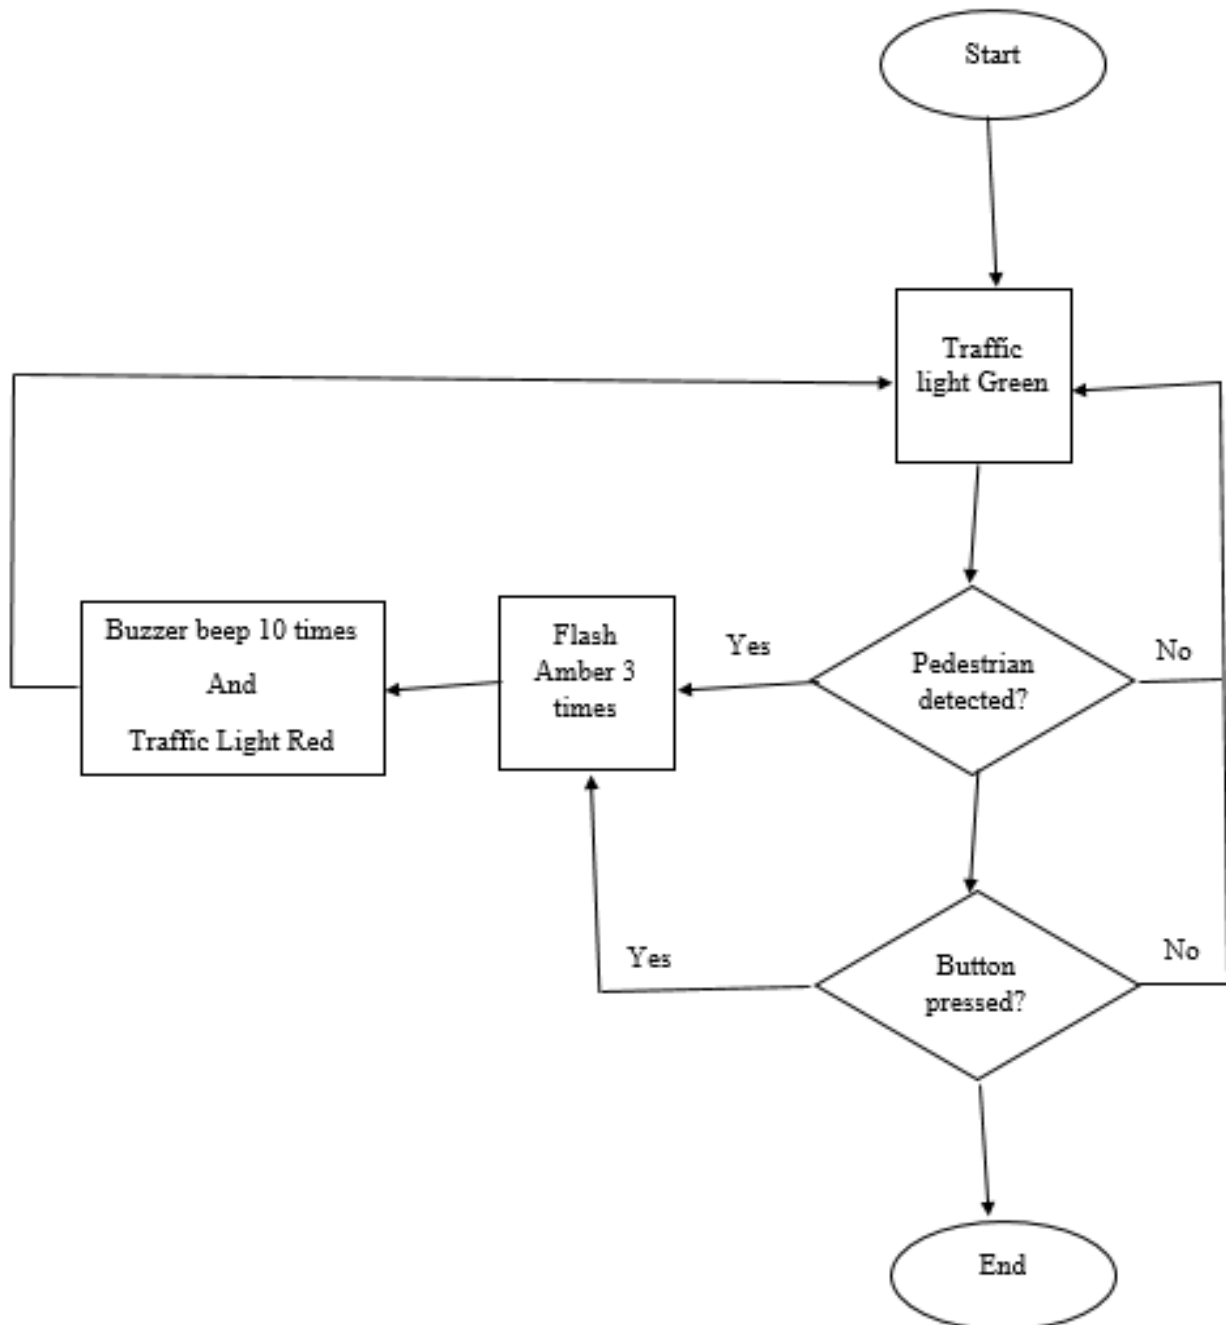 Start
Traffic
light Green
Buzzer beep 10 times
And
Traffic Light Red
Flash
Amber 3
times
Yes
Pedestrian
detected?
No
Yes
Button
pressed?
No
End